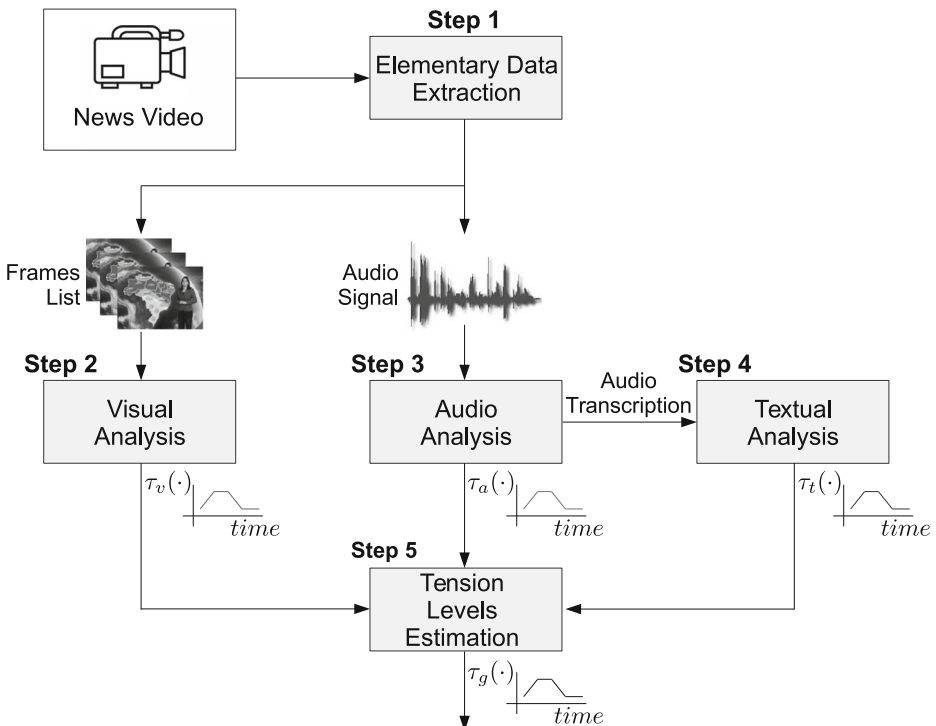 Step 1
News Video
Elementary Data
Extraction
Frames
List
Audio
Signal
Step 2
Visual
Analysis
Step 3
Audio
Analysis
Audio
Transcription
Step 4
Textual
Analysis
τv(·)
time
τa(·)
time
τt(·)
time
Step 5
Tension
Levels
Estimation
τg(·)
time